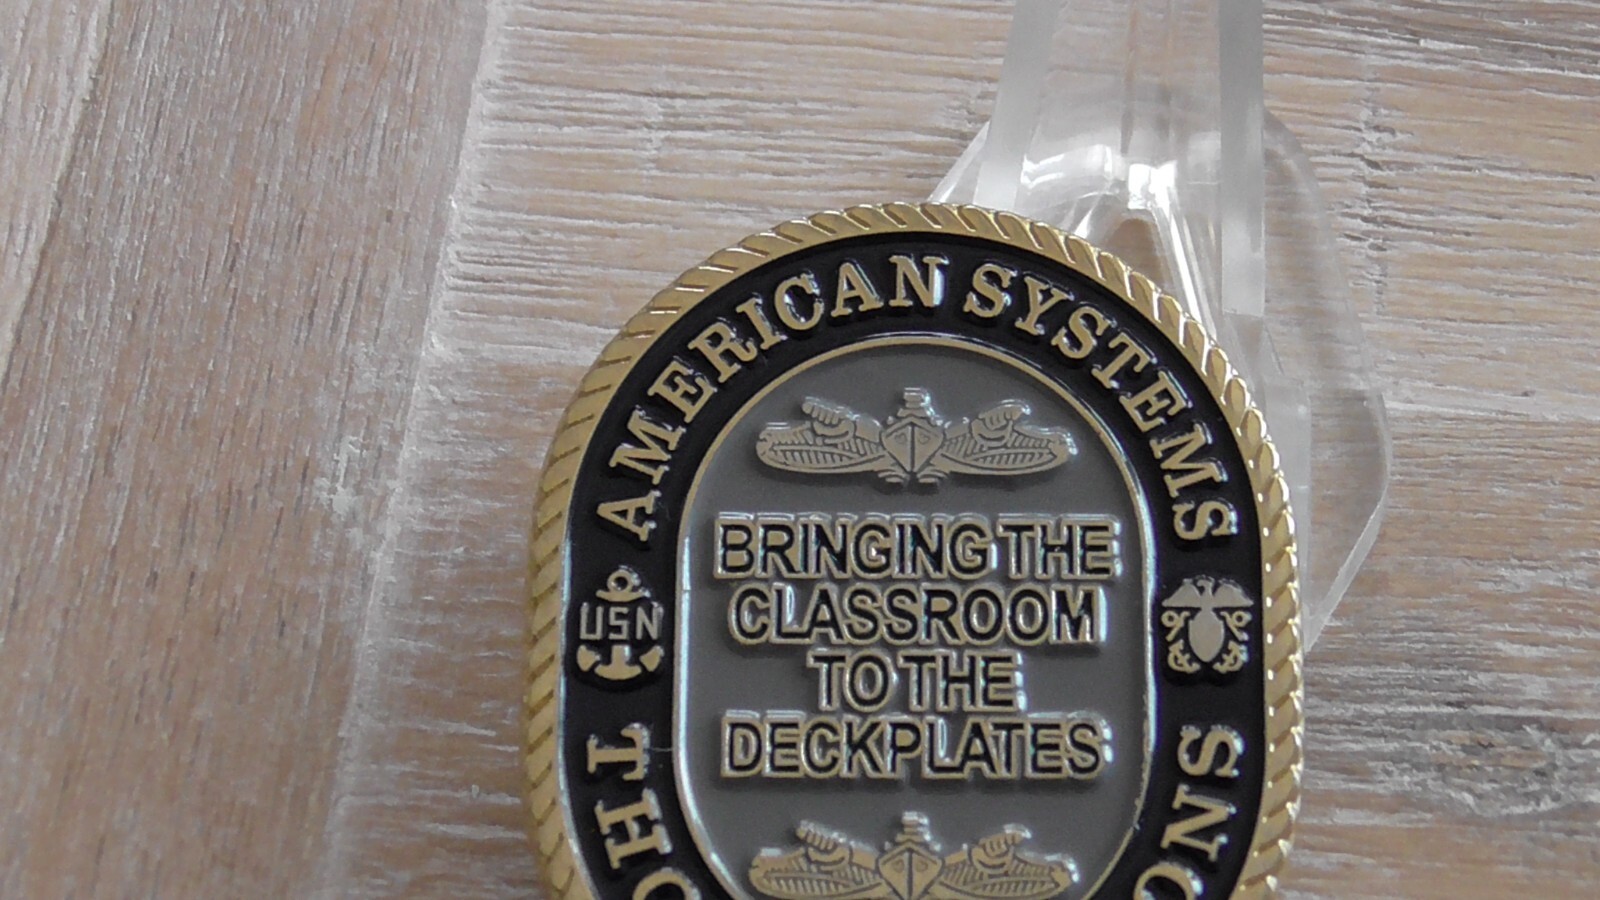 AMERICAN SYSTEMS
USN
BRINGING THE
CLASSROOM
TO THE
DECKPLATES